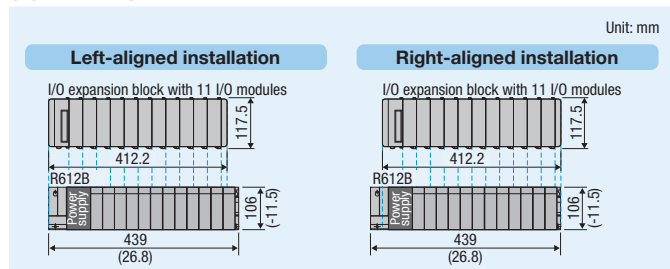 Unit: mm
Left-aligned installation
I/O expansion block with 11 I/O modules
117.5
412.2
R612B
Power
supply
106
(-11.5)
439
(26.8)
Right-aligned installation
I/O expansion block with 11 I/O modules
117.5
412.2
R612B
Power
supply
106
(-11.5)
439
(26.8)